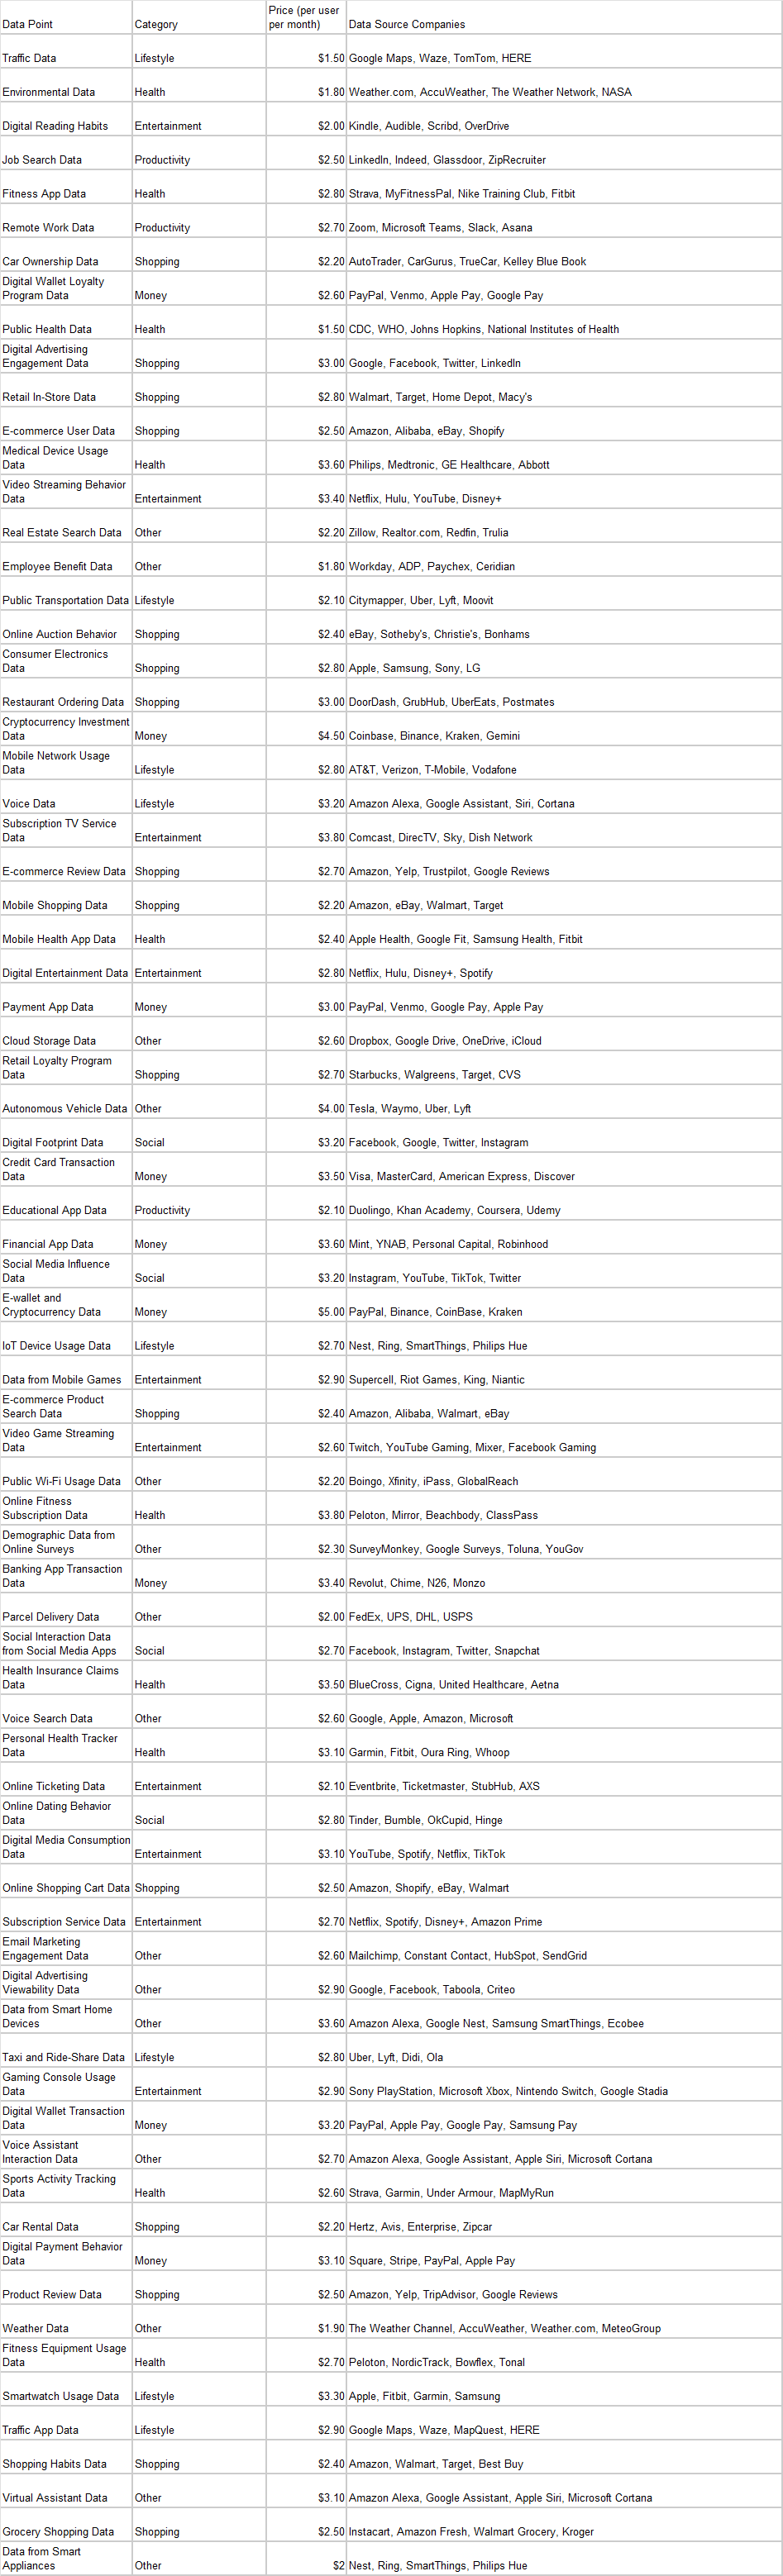 Data Point Category Price (per user per month) Data Source Companies
Traffic Data Lifestyle $1.50 Google Maps, Waze, TomTom, HERE
Environmental Data Health $1.80 Weather.com, AccuWeather, The Weather Network, NASA
Digital Reading Habits Entertainment $2.00 Kindle, Audible, Scribd, OverDrive
Job Search Data Productivity $2.50 LinkedIn, Indeed, Glassdoor, ZipRecruiter
Fitness App Data Health $2.80 Strava, MyFitnessPal, Nike Training Club, Fitbit
Remote Work Data Productivity $2.70 Zoom, Microsoft Teams, Slack, Asana
Car Ownership Data Shopping $2.20 AutoTrader, CarGurus, TrueCar, Kelley Blue Book
Digital Wallet Loyalty Program Data Money $2.60 PayPal, Venmo, Apple Pay, Google Pay
Public Health Data Health $1.50 CDC, WHO, Johns Hopkins, National Institutes of Health
Digital Advertising Engagement Data Shopping $3.00 Google, Facebook, Twitter, LinkedIn
Retail In-Store Data Shopping $2.80 Walmart, Target, Home Depot, Macy's
E-commerce User Data Shopping $2.50 Amazon, Alibaba, eBay, Shopify
Medical Device Usage Data Health $3.60 Philips, Medtronic, GE Healthcare, Abbott
Video Streaming Behavior Data Entertainment $3.40 Netflix, Hulu, YouTube, Disney+
Real Estate Search Data Other $2.20 Zillow, Realtor.com, Redfin, Trulia
Employee Benefit Data Other $1.80 Workday, ADP, Paychex, Ceridian
Public Transportation Data Lifestyle $2.10 Citymapper, Uber, Lyft, Moovit
Online Auction Behavior Shopping $2.40 eBay, Sotheby's, Christie's, Bonhams
Consumer Electronics Data Shopping $2.80 Apple, Samsung, Sony, LG
Restaurant Ordering Data Shopping $3.00 DoorDash, GrubHub, UberEats, Postmates
Cryptocurrency Investment Data Money $4.50 Coinbase, Binance, Kraken, Gemini
Mobile Network Usage Data Lifestyle $2.80 AT&T, Verizon, T-Mobile, Vodafone
Voice Data Lifestyle $3.20 Amazon Alexa, Google Assistant, Siri, Cortana
Subscription TV Service Data Entertainment $3.80 Comcast, DirecTV, Sky, Dish Network
E-commerce Review Data Shopping $2.70 Amazon, Yelp, Trustpilot, Google Reviews
Mobile Shopping Data Shopping $2.20 Amazon, eBay, Walmart, Target
Mobile Health App Data Health $2.40 Apple Health, Google Fit, Samsung Health, Fitbit
Digital Entertainment Data Entertainment $2.80 Netflix, Hulu, Disney+, Spotify
Payment App Data Money $3.00 PayPal, Venmo, Google Pay, Apple Pay
Cloud Storage Data Other $2.60 Dropbox, Google Drive, OneDrive, iCloud
Retail Loyalty Program Data Shopping $2.70 Starbucks, Walgreens, Target, CVS
Autonomous Vehicle Data Other $4.00 Tesla, Waymo, Uber, Lyft
Digital Footprint Data Social $3.20 Facebook, Google, Twitter, Instagram
Credit Card Transaction Data Money $3.50 Visa, MasterCard, American Express, Discover
Educational App Data Productivity $2.10 Duolingo, Khan Academy, Coursera, Udemy
Financial App Data Money $3.60 Mint, YNAB, Personal Capital, Robinhood
Social Media Influence Data Social $3.20 Instagram, YouTube, TikTok, Twitter
E-wallet and Cryptocurrency Data Money $5.00 PayPal, Binance, CoinBase, Kraken
IoT Device Usage Data Lifestyle $2.70 Nest, Ring, SmartThings, Philips Hue
Data from Mobile Games Entertainment $2.90 Supercell, Riot Games, King, Niantic
E-commerce Product Search Data Shopping $2.40 Amazon, Alibaba, Walmart, eBay
Video Game Streaming Data Entertainment $2.60 Twitch, YouTube Gaming, Mixer, Facebook Gaming
Public Wi-Fi Usage Data Other $2.20 Boingo, Xfinity, iPass, GlobalReach
Online Fitness Subscription Data Health $3.80 Peloton, Mirror, Beachbody, ClassPass
Demographic Data from Online Surveys Other $2.30 SurveyMonkey, Google Surveys, Toluna, YouGov
Banking App Transaction Data Money $3.40 Revolut, Chime, N26, Monzo
Parcel Delivery Data Other $2.00 FedEx, UPS, DHL, USPS
Social Interaction Data from Social Media Apps Social $2.70 Facebook, Instagram, Twitter, Snapchat
Health Insurance Claims Data Health $3.50 BlueCross, Cigna, United Healthcare, Aetna
Voice Search Data Other $2.60 Google, Apple, Amazon, Microsoft
Personal Health Tracker Data Health $3.10 Garmin, Fitbit, Oura Ring, Whoop
Online Ticketing Data Entertainment $2.10 Eventbrite, Ticketmaster, StubHub, AXS
Online Dating Behavior Data Social $2.80 Tinder, Bumble, OkCupid, Hinge
Digital Media Consumption Data Entertainment $3.10 YouTube, Spotify, Netflix, TikTok
Online Shopping Cart Data Shopping $2.50 Amazon, Shopify, eBay, Walmart
Subscription Service Data Entertainment $2.70 Netflix, Spotify, Disney+, Amazon Prime
Email Marketing Engagement Data Other $2.60 Mailchimp, Constant Contact, HubSpot, SendGrid
Digital Advertising Viewability Data Other $2.90 Google, Facebook, Taboola, Criteo
Data from Smart Home Devices Other $3.60 Amazon Alexa, Google Nest, Samsung SmartThings, Ecobee
Taxi and Ride-Share Data Lifestyle $2.80 Uber, Lyft, Didi, Ola
Gaming Console Usage Data Entertainment $2.90 Sony PlayStation, Microsoft Xbox, Nintendo Switch, Google Stadia
Digital Wallet Transaction Data Money $3.20 PayPal, Apple Pay, Google Pay, Samsung Pay
Voice Assistant Interaction Data Other $2.70 Amazon Alexa, Google Assistant, Apple Siri, Microsoft Cortana
Sports Activity Tracking Data Health $2.60 Strava, Garmin, Under Armour, MapMyRun
Car Rental Data Shopping $2.20 Hertz, Avis, Enterprise, Zipcar
Digital Payment Behavior Data Money $3.10 Square, Stripe, PayPal, Apple Pay
Product Review Data Shopping $2.50 Amazon, Yelp, TripAdvisor, Google Reviews
Weather Data Other $1.90 The Weather Channel, AccuWeather, Weather.com, MeteoGroup
Fitness Equipment Usage Data Health $2.70 Peloton, NordicTrack, Bowflex, Tonal
Smartwatch Usage Data Lifestyle $3.30 Apple, Fitbit, Garmin, Samsung
Traffic App Data Lifestyle $2.90 Google Maps, Waze, MapQuest, HERE
Shopping Habits Data Shopping $2.40 Amazon, Walmart, Target, Best Buy
Virtual Assistant Data Other $3.10 Amazon Alexa, Google Assistant, Apple Siri, Microsoft Cortana
Grocery Shopping Data Shopping $2.50 Instacart, Amazon Fresh, Walmart Grocery, Kroger
Data from Smart Appliances Other $2 Nest, Ring, SmartThings, Philips Hue